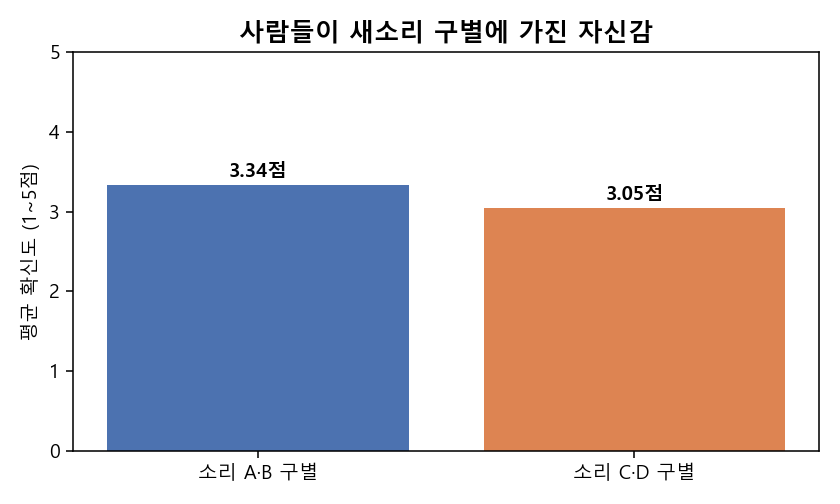 사람들이 새소리 구별에 가진 자신감
평균 확신도 (1~5점)
5
4
3
2
1
0
3.34점
3.05점
소리 A·B 구별
소리 C·D 구별